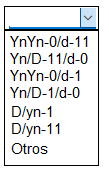 YnYn-0/d-11
Yn/D-11/d-0
YnYn-0/d-1
Yn/D-1/d-0
D/yn-1
D/yn-11
Otros